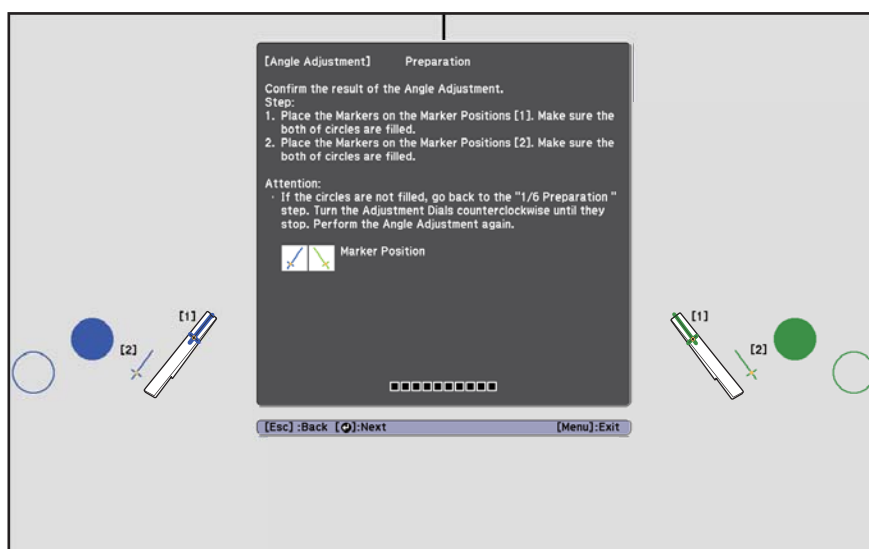 [Angle Adjustment] Preparation
Confirm the result of the Angle Adjustment.
Step:
1. Place the Markers on the Marker Positions [1]. Make sure the
both of circles are filled.
2. Place the Markers on the Marker Positions [2]. Make sure the
both of circles are filled.
Attention:
· If the circles are not filled, go back to the "1/6 Preparation "
step. Turn the Adjustment Dials counterclockwise until they
stop. Perform the Angle Adjustment again.
Marker Position
[1]
[2]
[1]
[2]
[Esc] :Back [⏎]:Next [Menu]:Exit